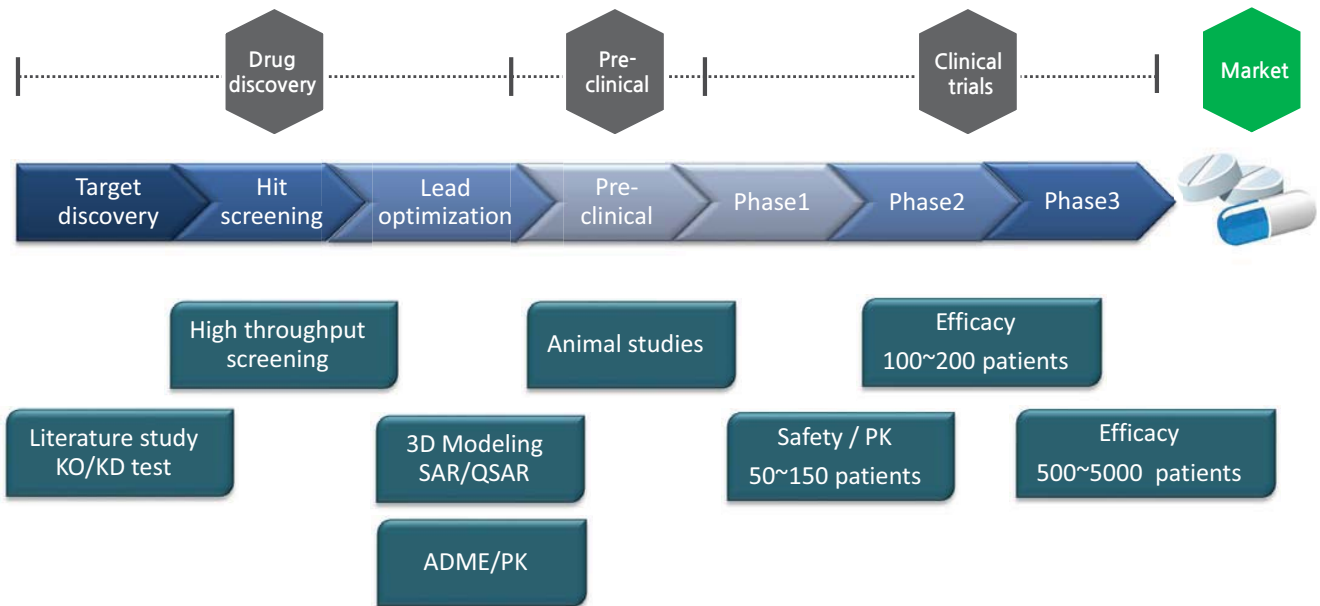 Drug
discovery
Pre-
clinical
Clinical
trials
Market
Target
discovery
Hit
screening
Lead
optimization
Pre-
clinical
Phase1
Phase2
Phase3
High throughput
screening
Animal studies
Efficacy
100~200 patients
Literature study
KO/KD test
3D Modeling
SAR/QSAR
Safety / PK
50~150 patients
Efficacy
500~5000 patients
ADME/PK